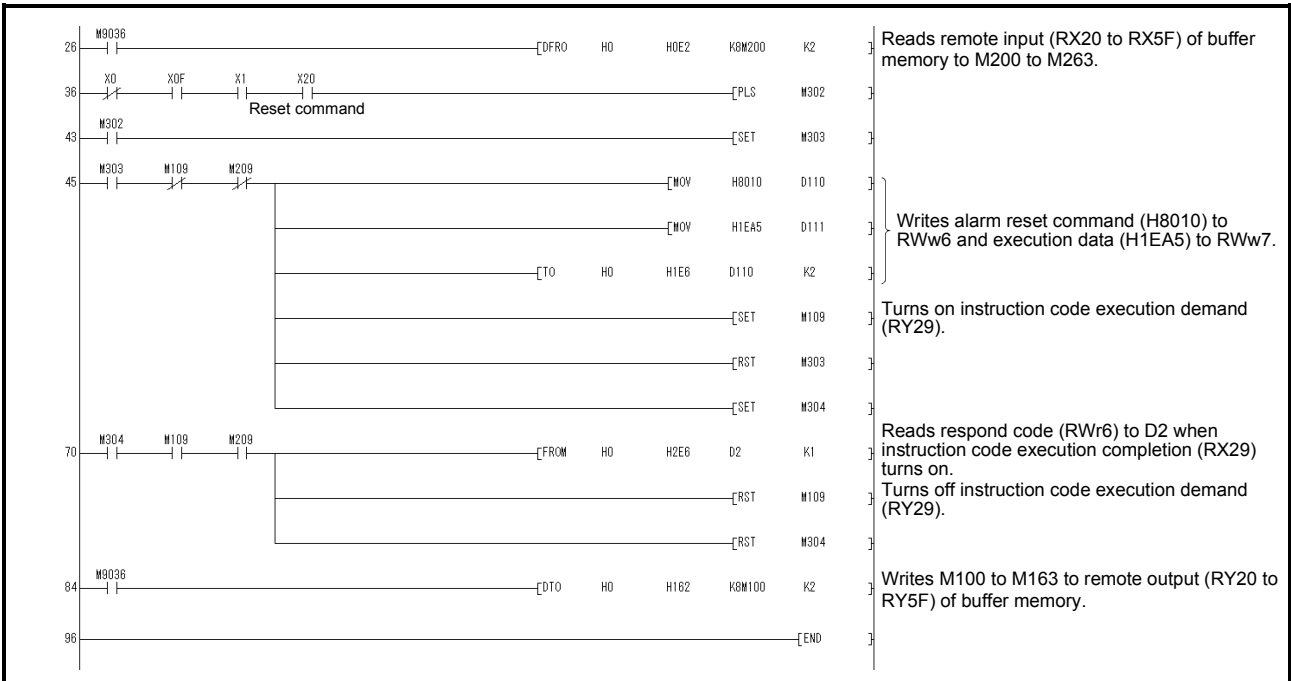 M9036
26 [DFRO H0 H0E2 K8M200 K2 ]
Reads remote input (RX20 to RX5F) of buffer
memory to M200 to M263.
X0 X0F X1 X20
36 [PLS M302 ]
Reset command
M302
43 [SET M303 ]
M303 M109 M209
45 [MOV H8010 D110 ]
[MOV H1EA5 D111 ]
Writes alarm reset command (H8010) to
RWw6 and execution data (H1EA5) to RWw7.
[TO H0 H1E6 D110 K2 ]
[SET M109 ]
Turns on instruction code execution demand
(RY29).
[RST M303 ]
[SET M304 ]
M304 M109 M209
70 [FROM H0 H2E6 D2 K1 ]
Reads respond code (RWr6) to D2 when
instruction code execution completion (RX29)
turns on.
[RST M109 ]
Turns off instruction code execution demand
(RY29).
[RST M304 ]
M9036
84 [DTO H0 H162 K8M100 K2 ]
Writes M100 to M163 to remote output (RY20 to
RY5F) of buffer memory.
96 [END ]